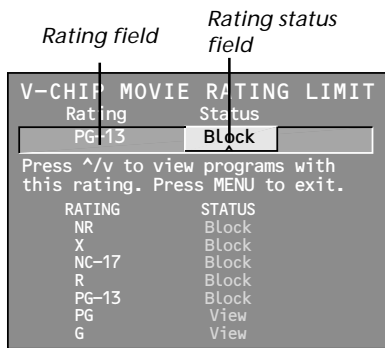 Rating field
Rating status field
V-CHIP MOVIE RATING LIMIT
Rating Status
PG-13 Block
Press ^/v to view programs with
this rating. Press MENU to exit.
RATING STATUS
NR Block
X Block
NC-17 Block
R Block
PG-13 Block
PG View
G View